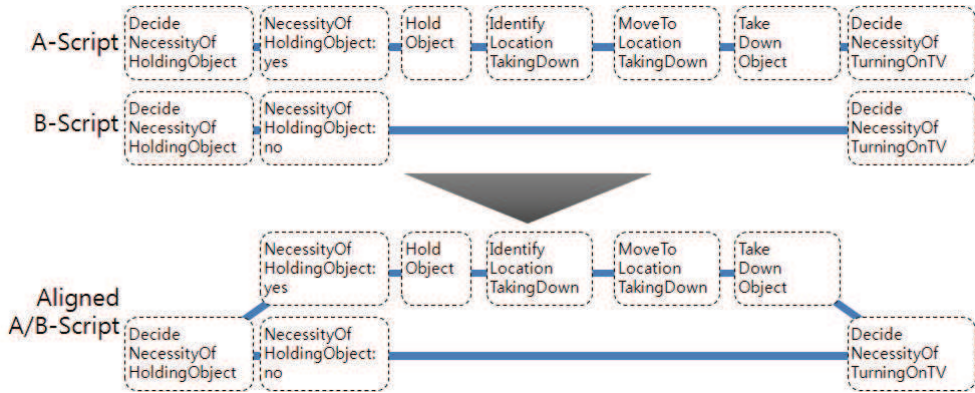 A-Script
Decide
NecessityOf
HoldingObject
NecessityOf
HoldingObject:
yes
Hold
Object
Identify
Location
TakingDown
MoveTo
Location
TakingDown
Take
Down
Object
Decide
NecessityOf
TurningOnTV
B-Script
Decide
NecessityOf
HoldingObject
NecessityOf
HoldingObject:
no
Decide
NecessityOf
TurningOnTV
Aligned
A/B-Script
NecessityOf
HoldingObject:
yes
Hold
Object
Identify
Location
TakingDown
MoveTo
Location
TakingDown
Take
Down
Object
Decide
NecessityOf
HoldingObject
NecessityOf
HoldingObject:
no
Decide
NecessityOf
TurningOnTV